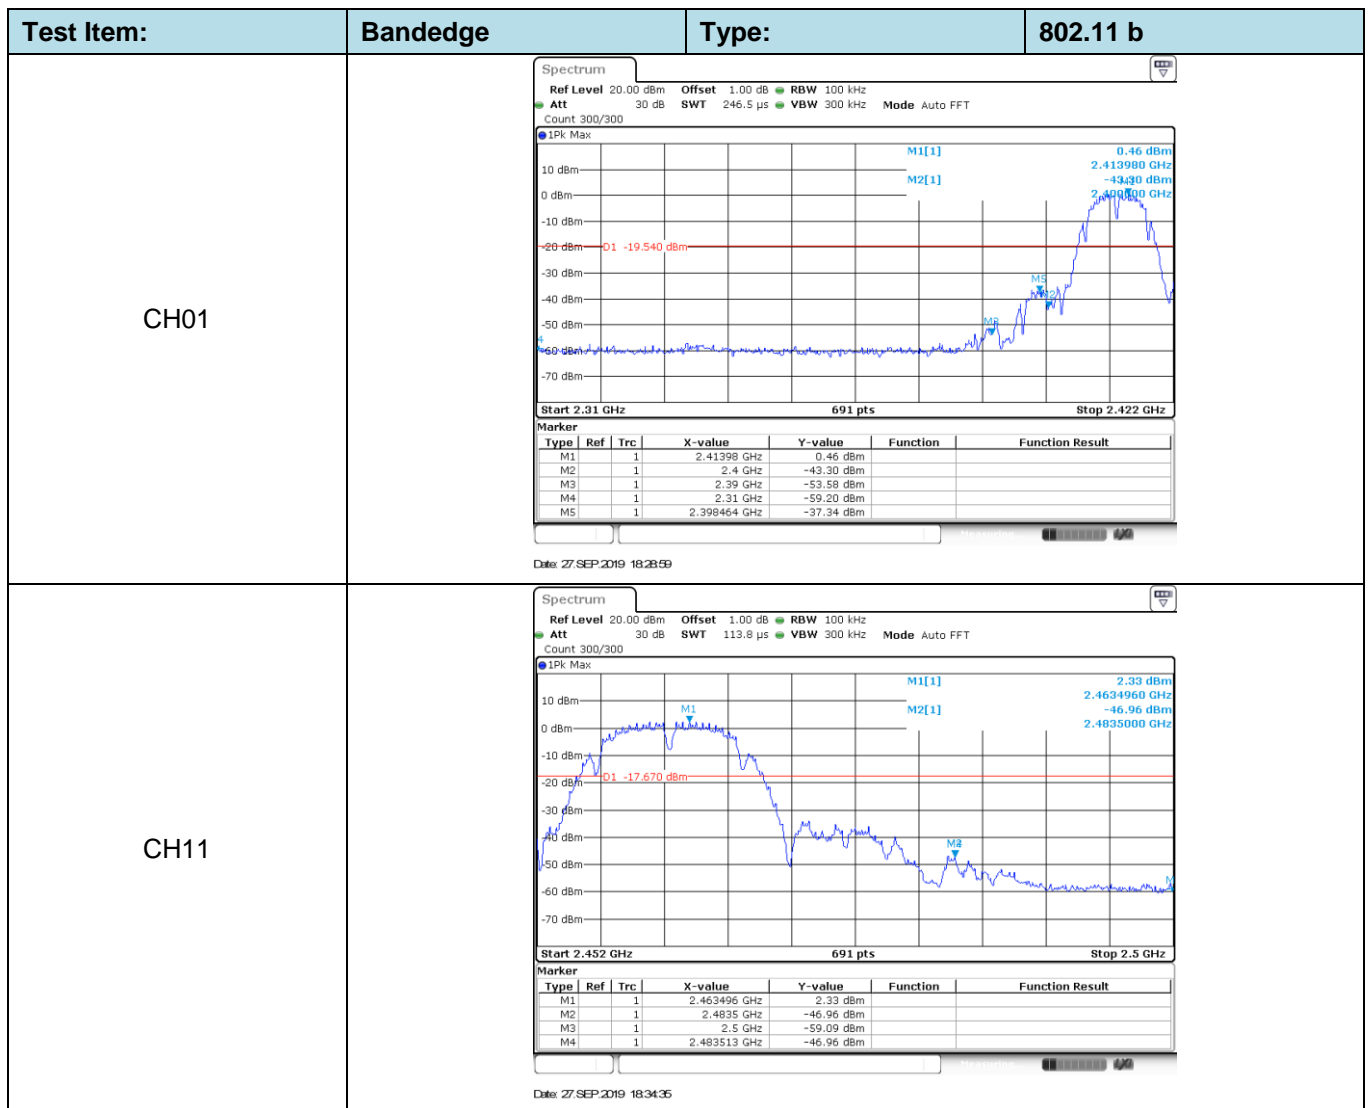 Test Item: Bandedge Type: 802.11 b
CH01
Spectrum
Ref Level 20.00 dBm Offset 1.00 dB RBW 100 kHz
Att 30 dB SWT 246.5 µs VBW 300 kHz Mode Auto FFT
Count 300/300
1Pk Max
M1[1] 0.46 dBm
2.413980 GHz
M2[1] -43.30 dBm
2.400000 GHz
10 dBm
0 dBm
-10 dBm
-20 dBm
D1 -19.540 dBm
-30 dBm
M5
-40 dBm
-50 dBm
-60 dBm
-70 dBm
Start 2.31 GHz 691 pts Stop 2.422 GHz
Marker
Type Ref Trc X-value Y-value Function Function Result
M1 1 2.41398 GHz 0.46 dBm
M2 1 2.4 GHz -43.30 dBm
M3 1 2.39 GHz -53.58 dBm
M4 1 2.31 GHz -59.20 dBm
M5 1 2.398464 GHz -37.34 dBm
Measuring
Date: 27.SEP.2019 18:28:59
CH11
Spectrum
Ref Level 20.00 dBm Offset 1.00 dB RBW 100 kHz
Att 30 dB SWT 113.8 µs VBW 300 kHz Mode Auto FFT
Count 300/300
1Pk Max
M1[1] 2.33 dBm
2.4634960 GHz
M2[1] -46.96 dBm
2.4835000 GHz
10 dBm
M1
0 dBm
-10 dBm
D1 -17.670 dBm
-20 dBm
-30 dBm
-40 dBm
-50 dBm
-60 dBm
-70 dBm
Start 2.452 GHz 691 pts Stop 2.5 GHz
Marker
Type Ref Trc X-value Y-value Function Function Result
M1 1 2.463496 GHz 2.33 dBm
M2 1 2.4835 GHz -46.96 dBm
M3 1 2.5 GHz -59.09 dBm
M4 1 2.483513 GHz -46.96 dBm
Measuring
Date: 27.SEP.2019 18:34:35